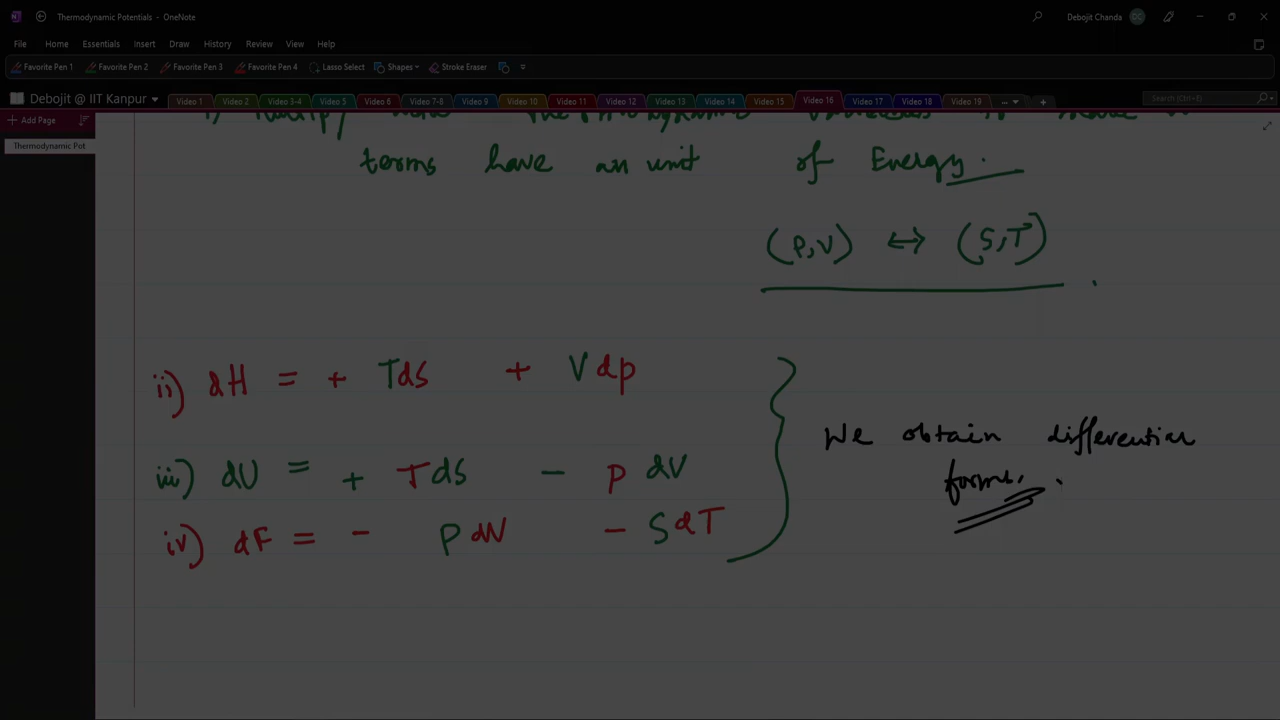 Thermodynamic Potentials - OneNote
Debojit Chanda DC
File Home Essentials Insert Draw History Review View Help
Favorite Pen 1 Favorite Pen 2 Favorite Pen 3 Favorite Pen 4 Lasso Select Shapes Stroke Eraser
Debojit @ IIT Kanpur Video 1 Video 2 Video 3-4 Video 5 Video 6 Video 7-8 Video 9 Video 10 Video 11 Video 12 Video 13 Video 14 Video 15 Video 16 Video 17 Video 18 Video 19 ... + Search (Ctrl+E)
+ Add Page
Thermodynamic Pot
terms have an unit of Energy.
(P,V) ↔ (S,T)
ii) dH = + TdS + Vdp
iii) dU = + TdS - P dV
iv) dF = - P dV - SdT
We obtain differential
forms.